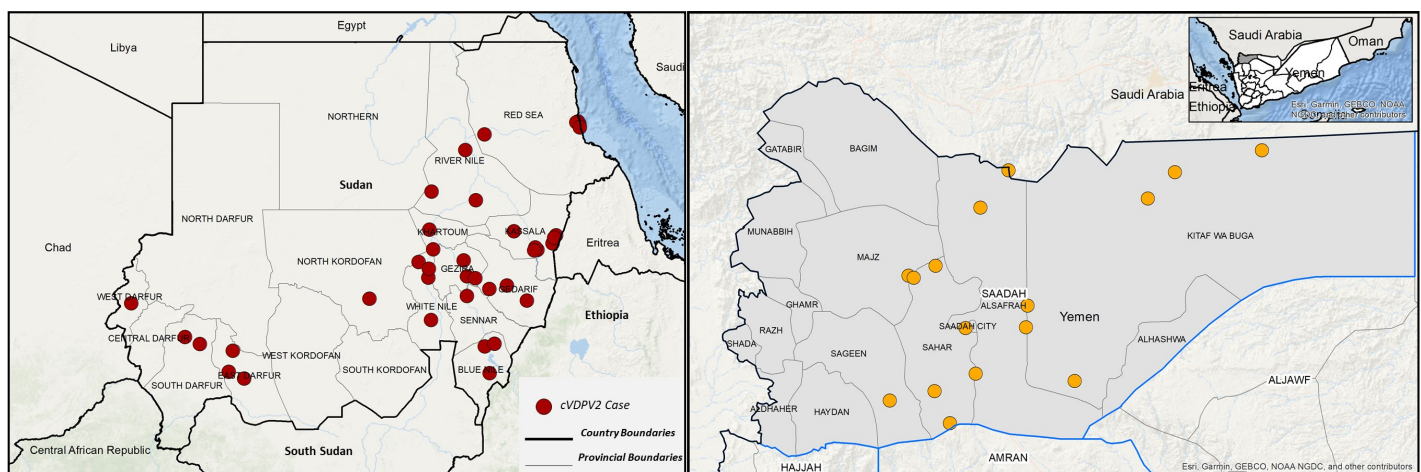 Egypt
Libya
Saudi
NORTHERN
RED SEA
RIVER NILE
Sudan
NORTH DARFUR
KHARTOUM
KASSALA
Chad
Eritrea
NORTH KORDOFAN
GEZIRA
GEDARIF
WEST DARFUR
WHITE NILE
SENNAR
Ethiopia
CENTRAL DARFUR
WEST KORDOFAN
SOUTH KORDOFAN
BLUE NILE
EAST DARFUR
SOUTH DARFUR
cVDPV2 Case
Country Boundaries
Provincial Boundaries
Central African Republic
South Sudan
Saudi Arabia
Oman
Yemen
Eritrea
Ethiopia
Esri, Garmin, GEBCO, NOAA
NGDC, and other contributors
Saudi Arabia
GATABIR
BAGIM
MUNABBIH
KITAF WA BUGA
MAJZ
SAADAH
GHAMR
ALSAFRAH
Yemen
RAZH
SAADAH CITY
SHADA
SAHAR
ALHASHWA
SAGEEN
ALJAWF
ALDHAHER
HAYDAN
AMRAN
HAJJAH
Esri, Garmin, GEBCO, NOAA NGDC, and other contributors